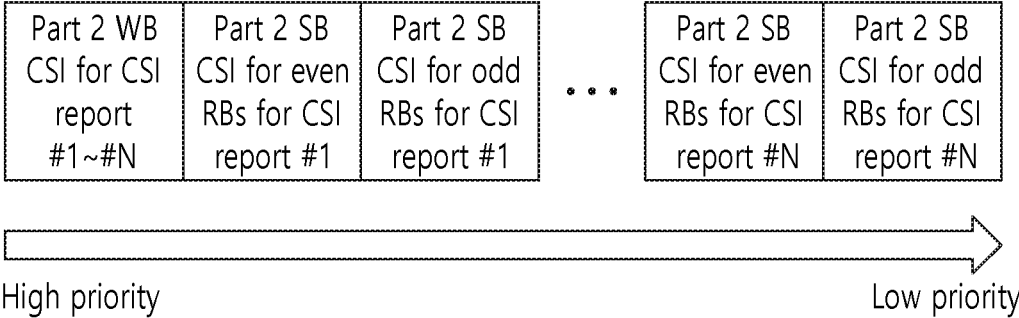 Part 2 WB
CSI for CSI
report
#1~#N
Part 2 SB
CSI for even
RBs for CSI
report #1
Part 2 SB
CSI for odd
RBs for CSI
report #1
• • •
Part 2 SB
CSI for even
RBs for CSI
report #N
Part 2 SB
CSI for odd
RBs for CSI
report #N
High priority
Low priority